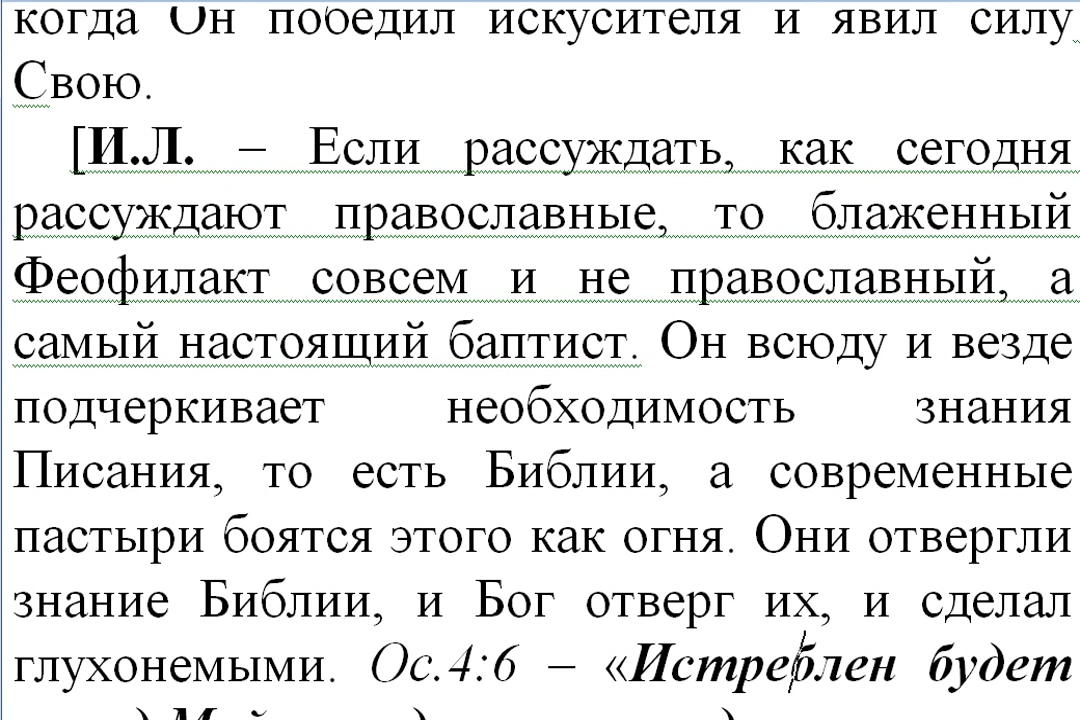 когда Он победил искусителя и явил силу
Свою.
[И.Л. – Если рассуждать, как сегодня
рассуждают православные, то блаженный
Феофилакт совсем и не православный, а
самый настоящий баптист. Он всюду и везде
подчеркивает необходимость знания
Писания, то есть Библии, а современные
пастыри боятся этого как огня. Они отвергли
знание Библии, и Бог отверг их, и сделал
глухонемыми. Ос.4:6 – «Истреблен будет